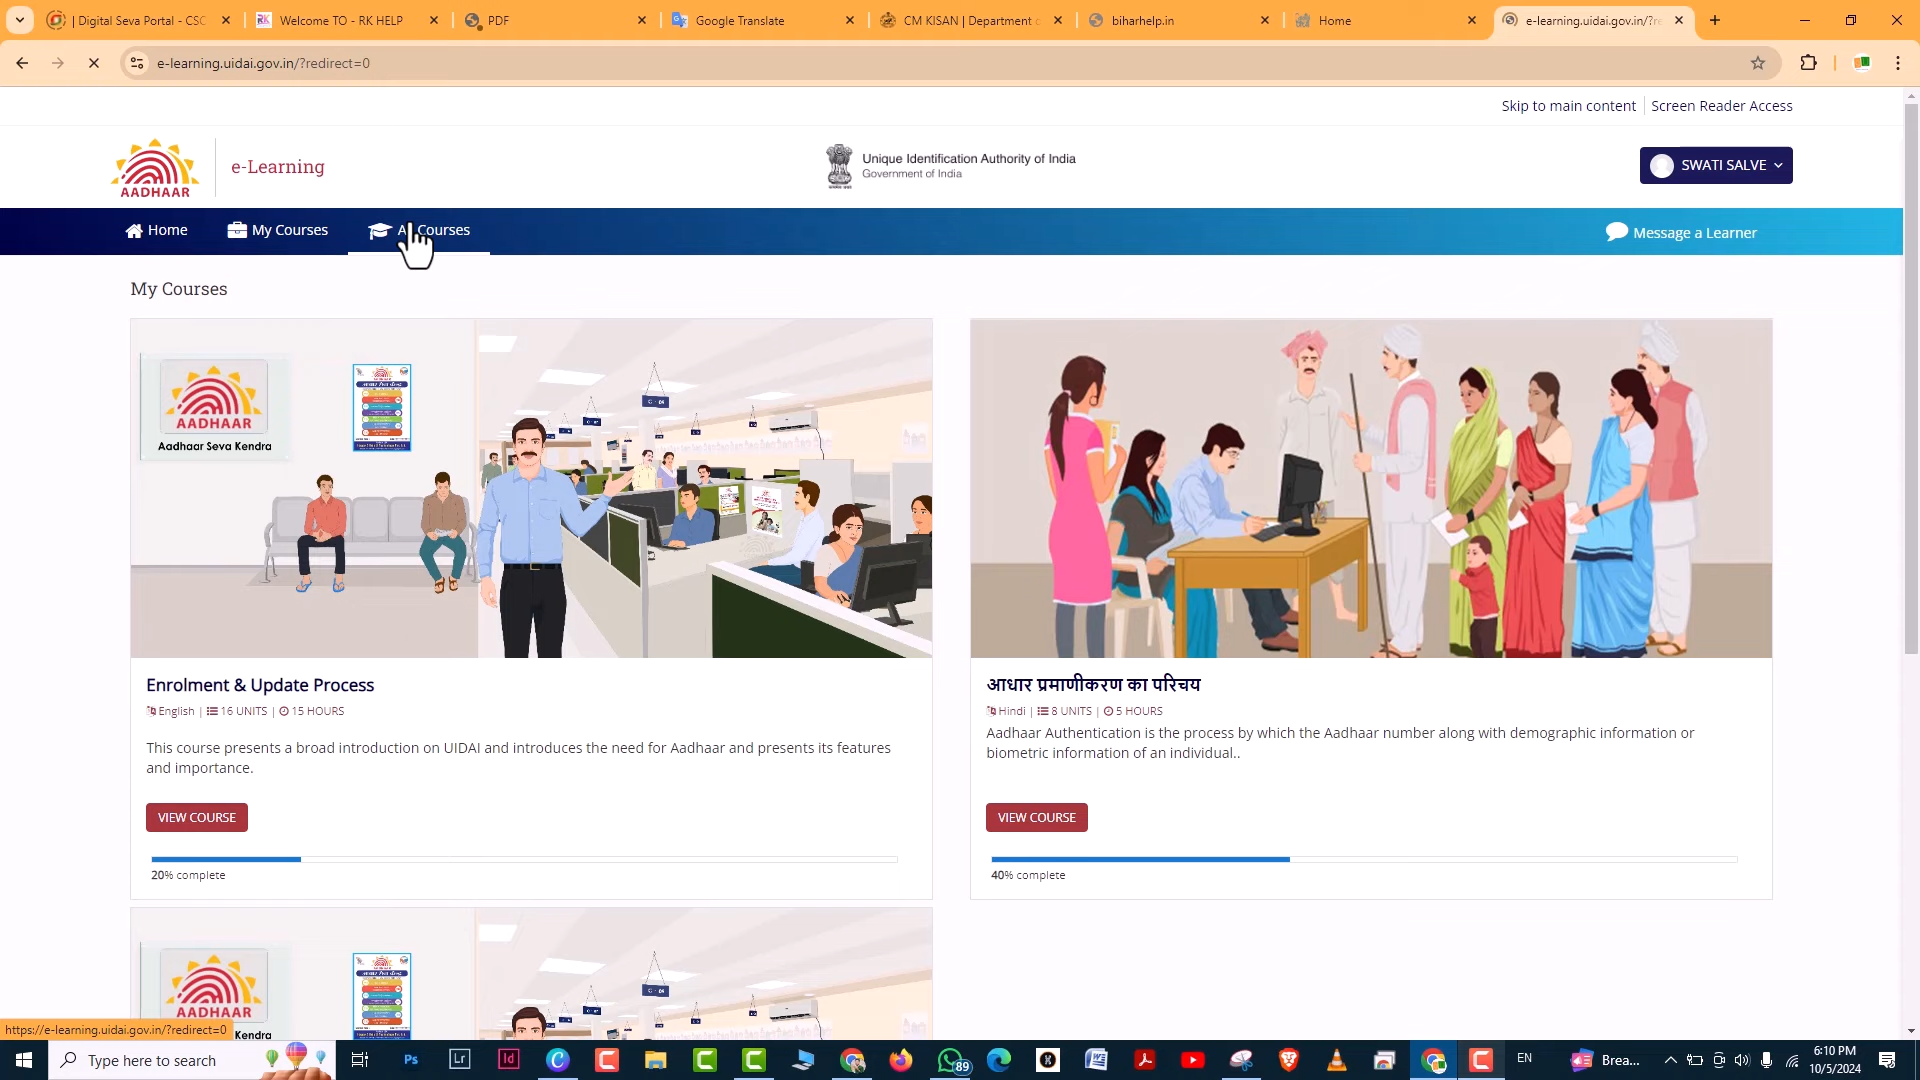 | Digital Seva Portal - CSC
Welcome TO - RK HELP
PDF
Google Translate
CM KISAN | Department o
biharhelp.in
Home
e-learning.uidai.gov.in/?re
e-learning.uidai.gov.in/?redirect=0
Skip to main content
Screen Reader Access
AADHAAR
e-Learning
Unique Identification Authority of India
Government of India
SWATI SALVE
Home
My Courses
All Courses
Message a Learner
My Courses
AADHAAR
Aadhaar Seva Kendra
Enrolment & Update Process
English | 16 UNITS | 15 HOURS
This course presents a broad introduction on UIDAI and introduces the need for Aadhaar and presents its features
and importance.
VIEW COURSE
20% complete
आधार प्रमाणीकरण का परिचय
Hindi | 8 UNITS | 5 HOURS
Aadhaar Authentication is the process by which the Aadhaar number along with demographic information or
biometric information of an individual..
VIEW COURSE
40% complete
AADHAAR
Kendra
https://e-learning.uidai.gov.in/?redirect=0
Type here to search
Ps
Lr
Id
89
EN
Brea...
6:10 PM
10/5/2024